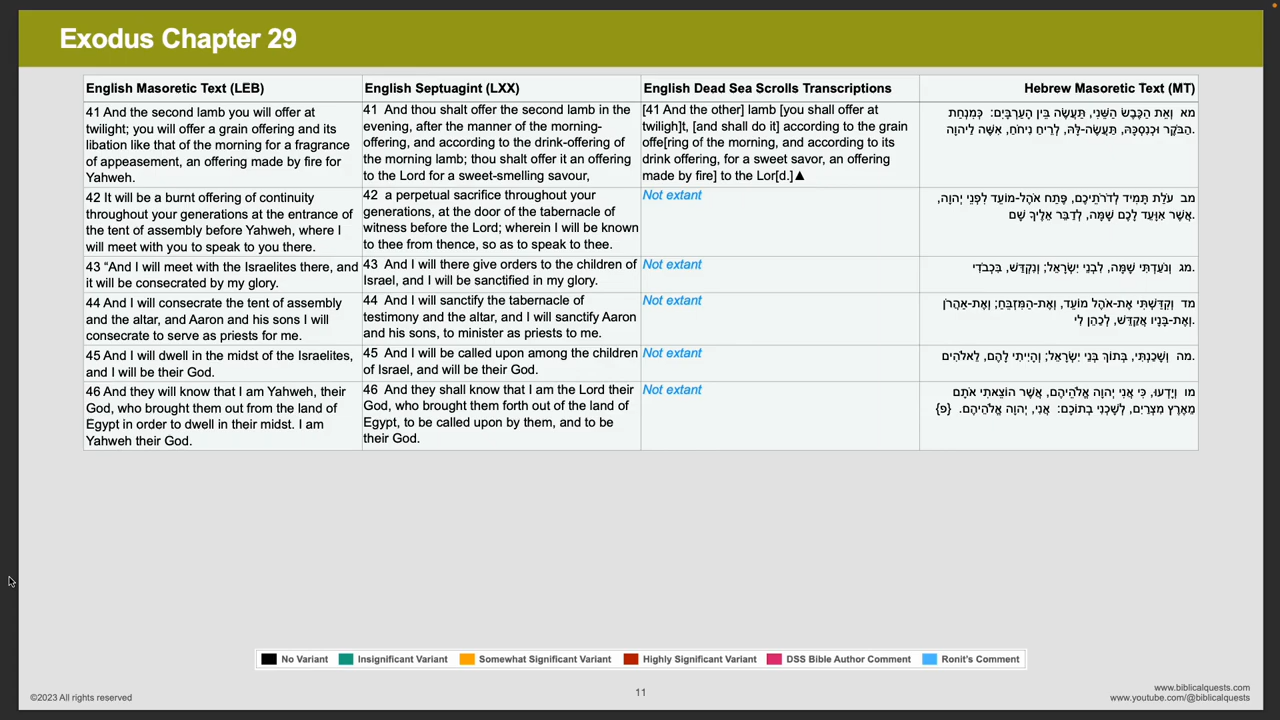 Exodus Chapter 29
English Masoretic Text (LEB)
English Septuagint (LXX)
English Dead Sea Scrolls Transcriptions
Hebrew Masoretic Text (MT)
41 And the second lamb you will offer at
twilight; you will offer a grain offering and its
libation like that of the morning for a fragrance
of appeasement, an offering made by fire for
Yahweh.
41  And thou shalt offer the second lamb in the
evening, after the manner of the morning-
offering, and according to the drink-offering of
the morning lamb; thou shalt offer it an offering
to the Lord for a sweet-smelling savour,
[41 And the other] lamb [you shall offer at
twiligh]t, [and shall do it] according to the grain
offe[ring of the morning, and according to its
drink offering, for a sweet savor, an offering
made by fire] to the Lor[d.]▲
מא  וְאֵת הַכֶּבֶשׂ הַשֵּׁנִי, תַּעֲשֶׂה בֵּין הָעַרְבָּיִם:  כְּמִנְחַת
הַבֹּקֶר וּכְנִסְכָּהּ, תַּעֲשֶׂה-לָּהּ, לְרֵיחַ נִיחֹחַ, אִשֶּׁה לַיהוָה.
42 It will be a burnt offering of continuity
throughout your generations at the entrance of
the tent of assembly before Yahweh, where I
will meet with you to speak to you there.
42  a perpetual sacrifice throughout your
generations, at the door of the tabernacle of
witness before the Lord; wherein I will be known
to thee from thence, so as to speak to thee.
Not extant
מב  עֹלַת תָּמִיד לְדֹרֹתֵיכֶם, פֶּתַח אֹהֶל-מוֹעֵד לִפְנֵי יְהוָה,
אֲשֶׁר אִוָּעֵד לָכֶם שָׁמָּה, לְדַבֵּר אֵלֶיךָ שָׁם.
43 “And I will meet with the Israelites there, and
it will be consecrated by my glory.
43  And I will there give orders to the children of
Israel, and I will be sanctified in my glory.
Not extant
מג  וְנֹעַדְתִּי שָׁמָּה, לִבְנֵי יִשְׂרָאֵל; וְנִקְדַּשׁ, בִּכְבֹדִי.
44 And I will consecrate the tent of assembly
and the altar, and Aaron and his sons I will
consecrate to serve as priests for me.
44  And I will sanctify the tabernacle of
testimony and the altar, and I will sanctify Aaron
and his sons, to minister as priests to me.
Not extant
מד  וְקִדַּשְׁתִּי אֶת-אֹהֶל מוֹעֵד, וְאֶת-הַמִּזְבֵּחַ; וְאֶת-אַהֲרֹן
וְאֶת-בָּנָיו אֲקַדֵּשׁ, לְכַהֵן לִי.
45 And I will dwell in the midst of the Israelites,
and I will be their God.
45  And I will be called upon among the children
of Israel, and will be their God.
Not extant
מה  וְשָׁכַנְתִּי, בְּתוֹךְ בְּנֵי יִשְׂרָאֵל; וְהָיִיתִי לָהֶם, לֵאלֹהִים.
46 And they will know that I am Yahweh, their
God, who brought them out from the land of
Egypt in order to dwell in their midst. I am
Yahweh their God.
46  And they shall know that I am the Lord their
God, who brought them forth out of the land of
Egypt, to be called upon by them, and to be
their God.
Not extant
מו  וְיָדְעוּ, כִּי אֲנִי יְהוָה אֱלֹהֵיהֶם, אֲשֶׁר הוֹצֵאתִי אֹתָם
מֵאֶרֶץ מִצְרַיִם, לְשָׁכְנִי בְתוֹכָם:  אֲנִי, יְהוָה אֱלֹהֵיהֶם.  {פ}
No Variant
Insignificant Variant
Somewhat Significant Variant
Highly Significant Variant
DSS Bible Author Comment
Ronit's Comment
©2023 All rights reserved
11
www.biblicalquests.com
www.youtube.com/@biblicalquests